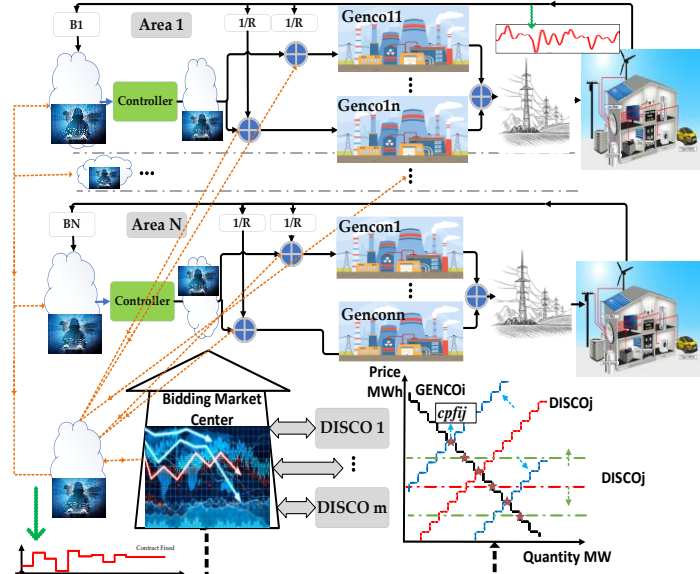 B1
Area 1
1/R
1/R
Genco11
Controller
Genco1n
BN
Area N
1/R
1/R
Gencon1
Controller
Genconn
Bidding Market
Center
DISCO 1
DISCO m
Contract Fixed
Price
MWh
GENCOi
cpfij
DISCOj
DISCOj
Quantity MW